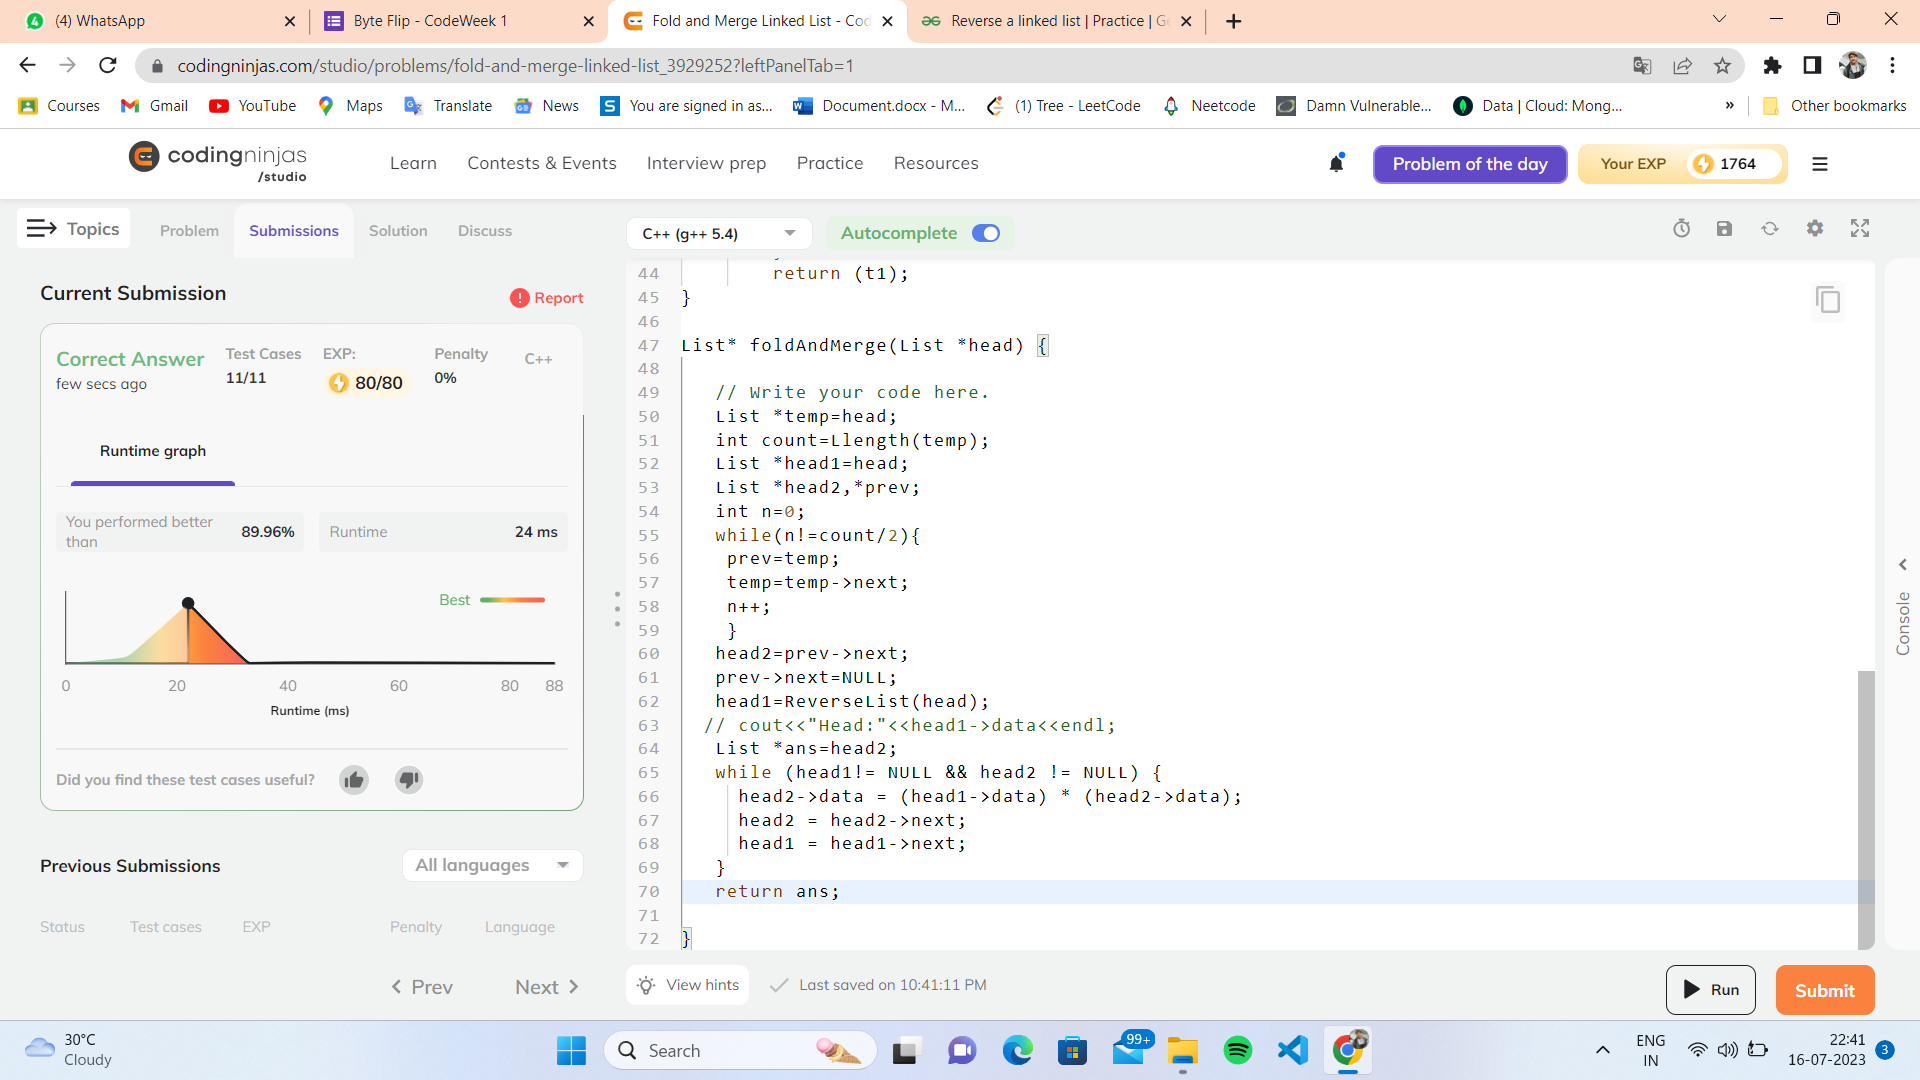 (4) WhatsApp
Byte Flip - CodeWeek 1
Fold and Merge Linked List - Cod
Reverse a linked list | Practice | Ge
codingninjas.com/studio/problems/fold-and-merge-linked-list_3929252?leftPanelTab=1
Courses
Gmail
YouTube
Maps
Translate
News
You are signed in as...
Document.docx - M...
(1) Tree - LeetCode
Neetcode
Damn Vulnerable...
Data | Cloud: Mong...
»
Other bookmarks
codingninjas
/studio
Learn
Contests & Events
Interview prep
Practice
Resources
Problem of the day
Your EXP
1764
Topics
Problem
Submissions
Solution
Discuss
C++ (g++ 5.4)
Autocomplete
Current Submission
Report
Correct Answer
few secs ago
Test Cases
11/11
EXP:
80/80
Penalty
0%
C++
Runtime graph
You performed better
than
89.96%
Runtime
24 ms
Best
0 20 40 60 80 88
Runtime (ms)
Did you find these test cases useful?
Previous Submissions
All languages
Status
Test cases
EXP
Penalty
Language
Prev
Next
44 return (t1);
45 }
46
47 List* foldAndMerge(List *head) {
48
49 // Write your code here.
50 List *temp=head;
51 int count=Llength(temp);
52 List *head1=head;
53 List *head2,*prev;
54 int n=0;
55 while(n!=count/2){
56 prev=temp;
57 temp=temp->next;
58 n++;
59 }
60 head2=prev->next;
61 prev->next=NULL;
62 head1=ReverseList(head);
63 // cout<<"Head:"<<head1->data<<endl;
64 List *ans=head2;
65 while (head1!= NULL && head2 != NULL) {
66 head2->data = (head1->data) * (head2->data);
67 head2 = head2->next;
68 head1 = head1->next;
69 }
70 return ans;
71
72 }
Console
View hints
Last saved on 10:41:11 PM
Run
Submit
30°C
Cloudy
Search
99+
ENG
IN
22:41
16-07-2023
3